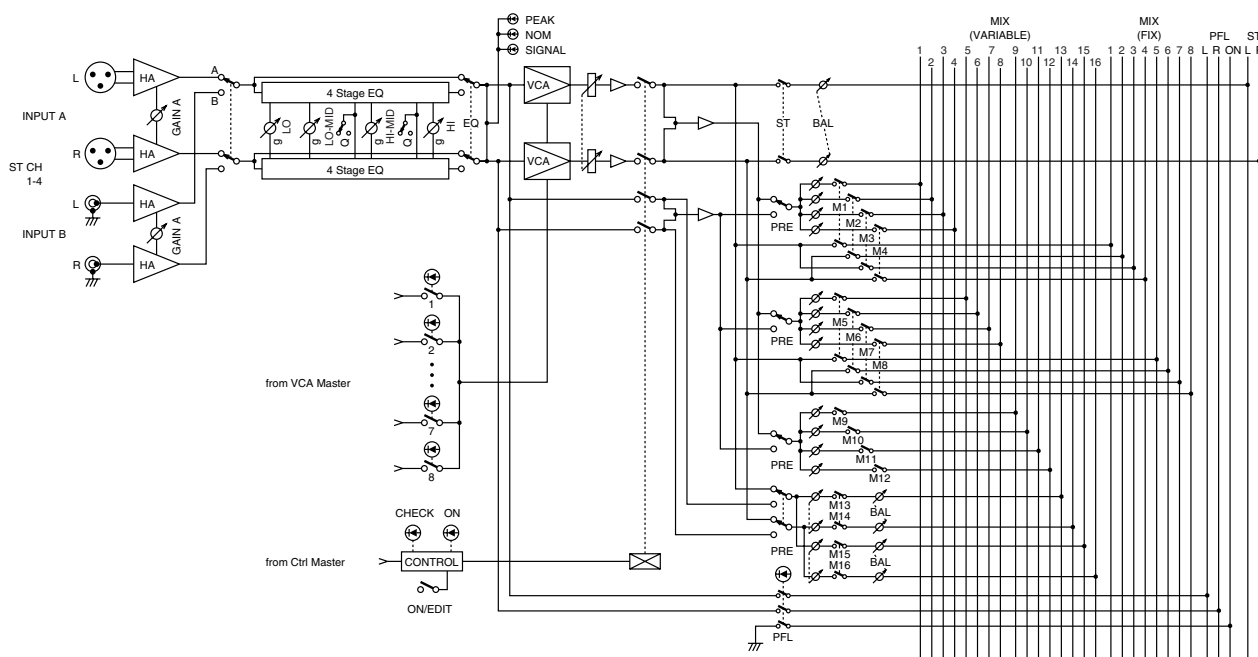 PEAK
NOM
SIGNAL
MIX
(VARIABLE)
MIX
(FIX)
PFL
ST
1 3 5 7 9 11 13 15 1 3 5 7 L R ON L R
2 4 6 8 10 12 14 16 2 4 6 8
L
HA
A
B
4 Stage EQ
VCA
INPUT A
GAIN A
LO
g
LO-MID
g
Q
HI-MID
g
Q
HI
g
EQ
ST
BAL
R
HA
4 Stage EQ
VCA
ST CH
1-4
L
HA
INPUT B
GAIN A
R
HA
M1
M2
M3
M4
PRE
1
2
7
8
from VCA Master
M5
M6
M7
M8
PRE
M9
M10
M11
M12
PRE
M13
M14
BAL
M15
M16
BAL
PRE
CHECK ON
from Ctrl Master
CONTROL
ON/EDIT
PFL